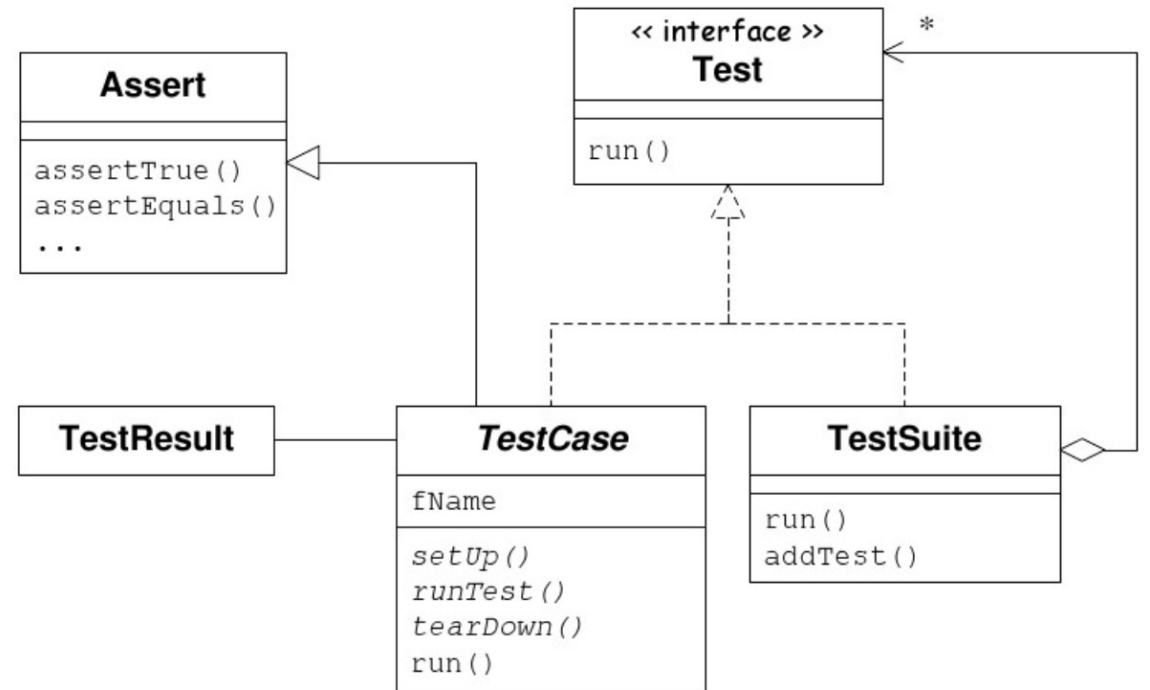 Assert
assertTrue()
assertEquals()
...
<< interface >>
Test
run()
*
TestResult
TestCase
fName
setUp()
runTest()
tearDown()
run()
TestSuite
run()
addTest()